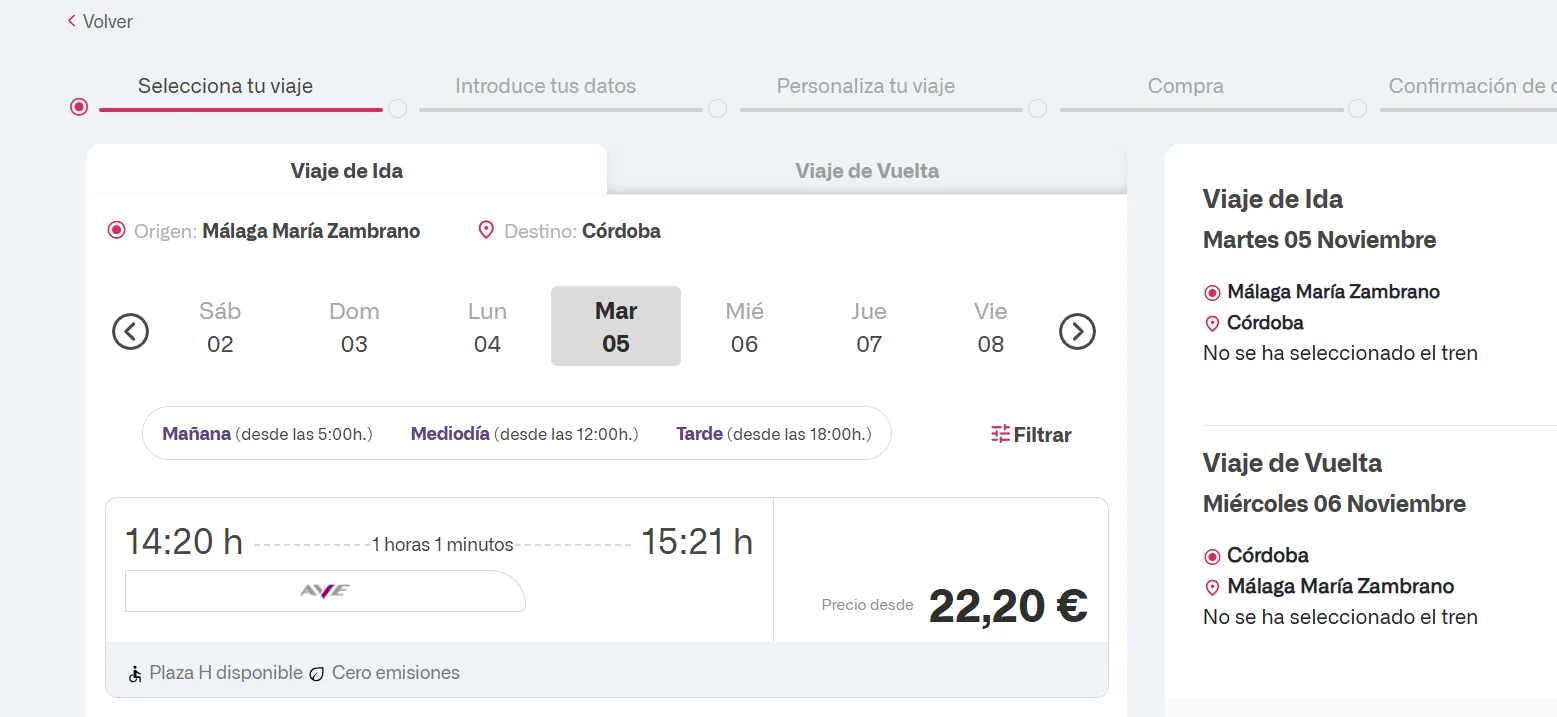 Volver
Selecciona tu viaje
Introduce tus datos
Personaliza tu viaje
Compra
Confirmación de
Viaje de Ida
Viaje de Vuelta
Origen: Málaga María Zambrano
Destino: Córdoba
Sáb 02
Dom 03
Lun 04
Mar 05
Mié 06
Jue 07
Vie 08
Mañana (desde las 5:00h.)
Mediodía (desde las 12:00h.)
Tarde (desde las 18:00h.)
Filtrar
14:20 h
1 horas 1 minutos
15:21 h
AVE
Precio desde 22,20 €
Plaza H disponible
Cero emisiones
Viaje de Ida
Martes 05 Noviembre
Málaga María Zambrano
Córdoba
No se ha seleccionado el tren
Viaje de Vuelta
Miércoles 06 Noviembre
Córdoba
Málaga María Zambrano
No se ha seleccionado el tren